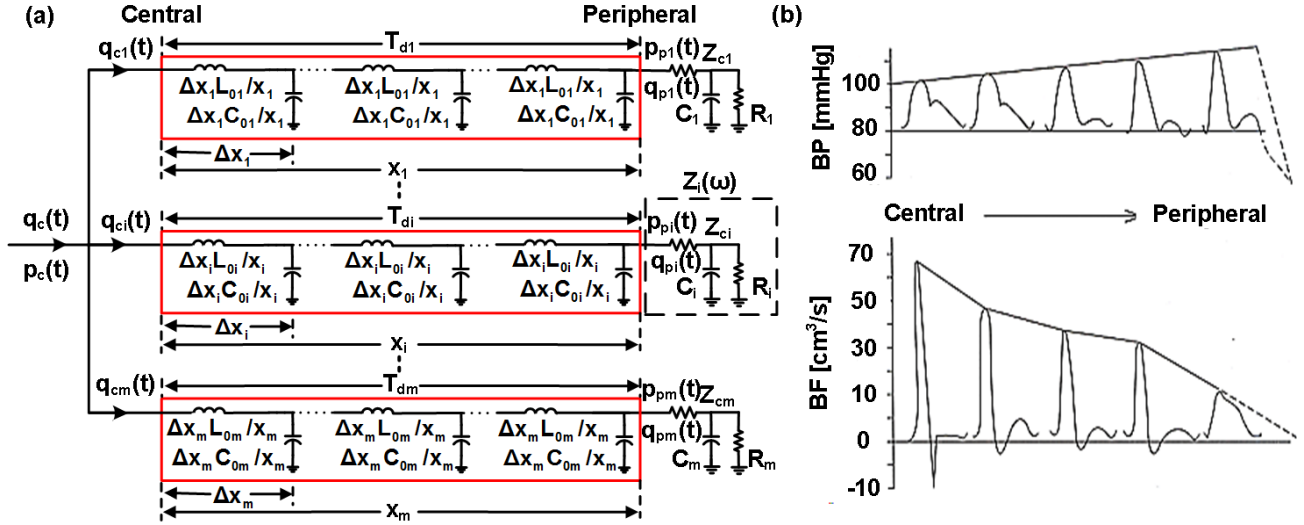 (a) Central Peripheral
q_c1(t) T_d1 p_p1(t) Z_c1
Δx_1L_01/x_1 Δx_1L_01/x_1 Δx_1L_01/x_1 q_p1(t)
Δx_1C_01/x_1 Δx_1C_01/x_1 Δx_1C_01/x_1 C_1 R_1
Δx_1
x_1 Z_i(ω)
q_c(t) q_ci(t) T_di p_pi(t) Z_ci
p_c(t) Δx_iL_0i/x_i Δx_iL_0i/x_i Δx_iL_0i/x_i q_pi(t)
Δx_iC_0i/x_i Δx_iC_0i/x_i Δx_iC_0i/x_i C_i R_i
Δx_i
x_i
q_cm(t) T_dm p_pm(t) Z_cm
Δx_mL_0m/x_m Δx_mL_0m/x_m Δx_mL_0m/x_m q_pm(t)
Δx_mC_0m/x_m Δx_mC_0m/x_m Δx_mC_0m/x_m C_m R_m
Δx_m
x_m
(b)
BP [mmHg]
100
80
60
Central Peripheral
BF [cm³/s]
70
50
30
10
0
-10